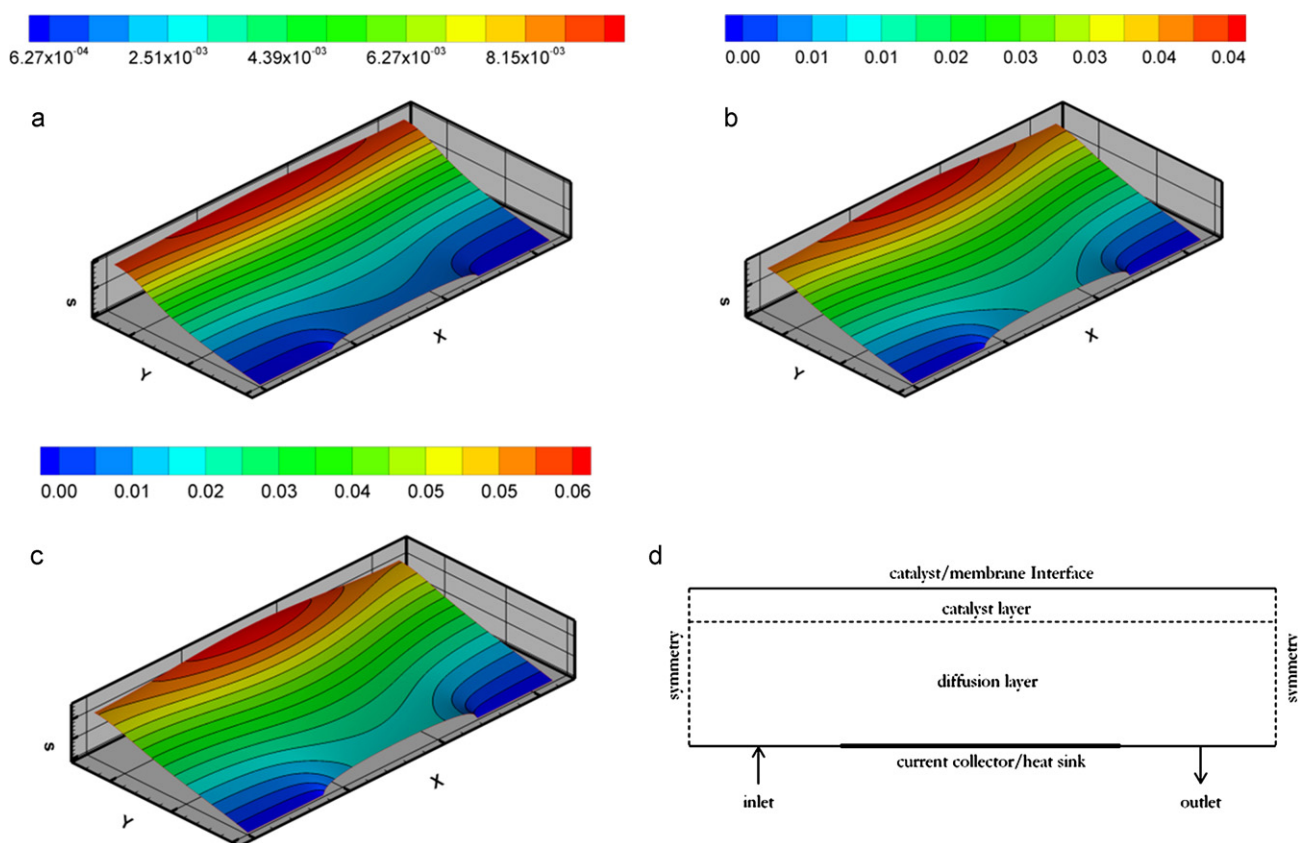 6.27x10⁻⁰⁴ 2.51x10⁻⁰³ 4.39x10⁻⁰³ 6.27x10⁻⁰³ 8.15x10⁻⁰³
0.00 0.01 0.01 0.02 0.03 0.03 0.04 0.04
a
s
Y
X
b
s
Y
X
0.00 0.01 0.02 0.03 0.04 0.05 0.05 0.06
c
s
Y
X
d
catalyst/membrane Interface
catalyst layer
symmetry
diffusion layer
symmetry
current collector/heat sink
inlet
outlet